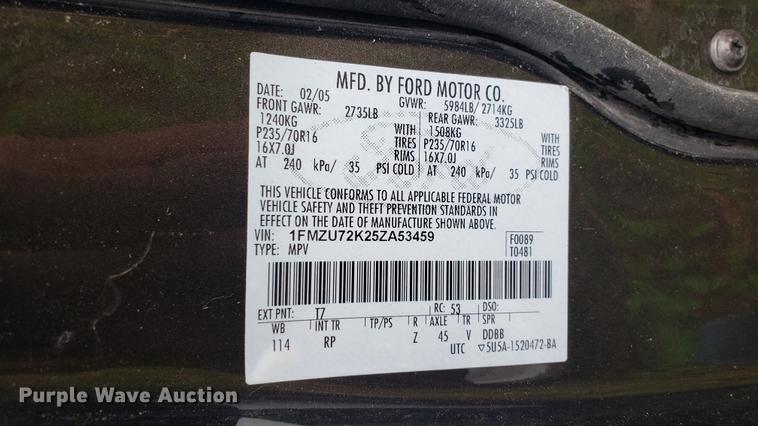 MFD. BY FORD MOTOR CO.
DATE: 02/05 GVWR: 5984LB/ 2714KG
FRONT GAWR: 2735LB REAR GAWR: 3325LB
1240KG WITH 1508KG WITH
P235/70R16 TIRES P235/70R16 TIRES
16X7.0J RIMS 16X7.0J RIMS
AT 240 kPa/ 35 PSI COLD AT 240 kPa/ 35 PSI COLD
THIS VEHICLE CONFORMS TO ALL APPLICABLE FEDERAL MOTOR
VEHICLE SAFETY AND THEFT PREVENTION STANDARDS IN
EFFECT ON THE DATE OF MANUFACTURE SHOWN ABOVE.
VIN: 1FMZU72K25ZA53459 F0089
TYPE: MPV T0481
EXT PNT: T7 RC: 53 DSO:
WB INT TR TP/PS R AXLE TR SPR
114 RP Z 45 V DDBB
UTC ▽5U5A-1520472-BA
Purple Wave Auction